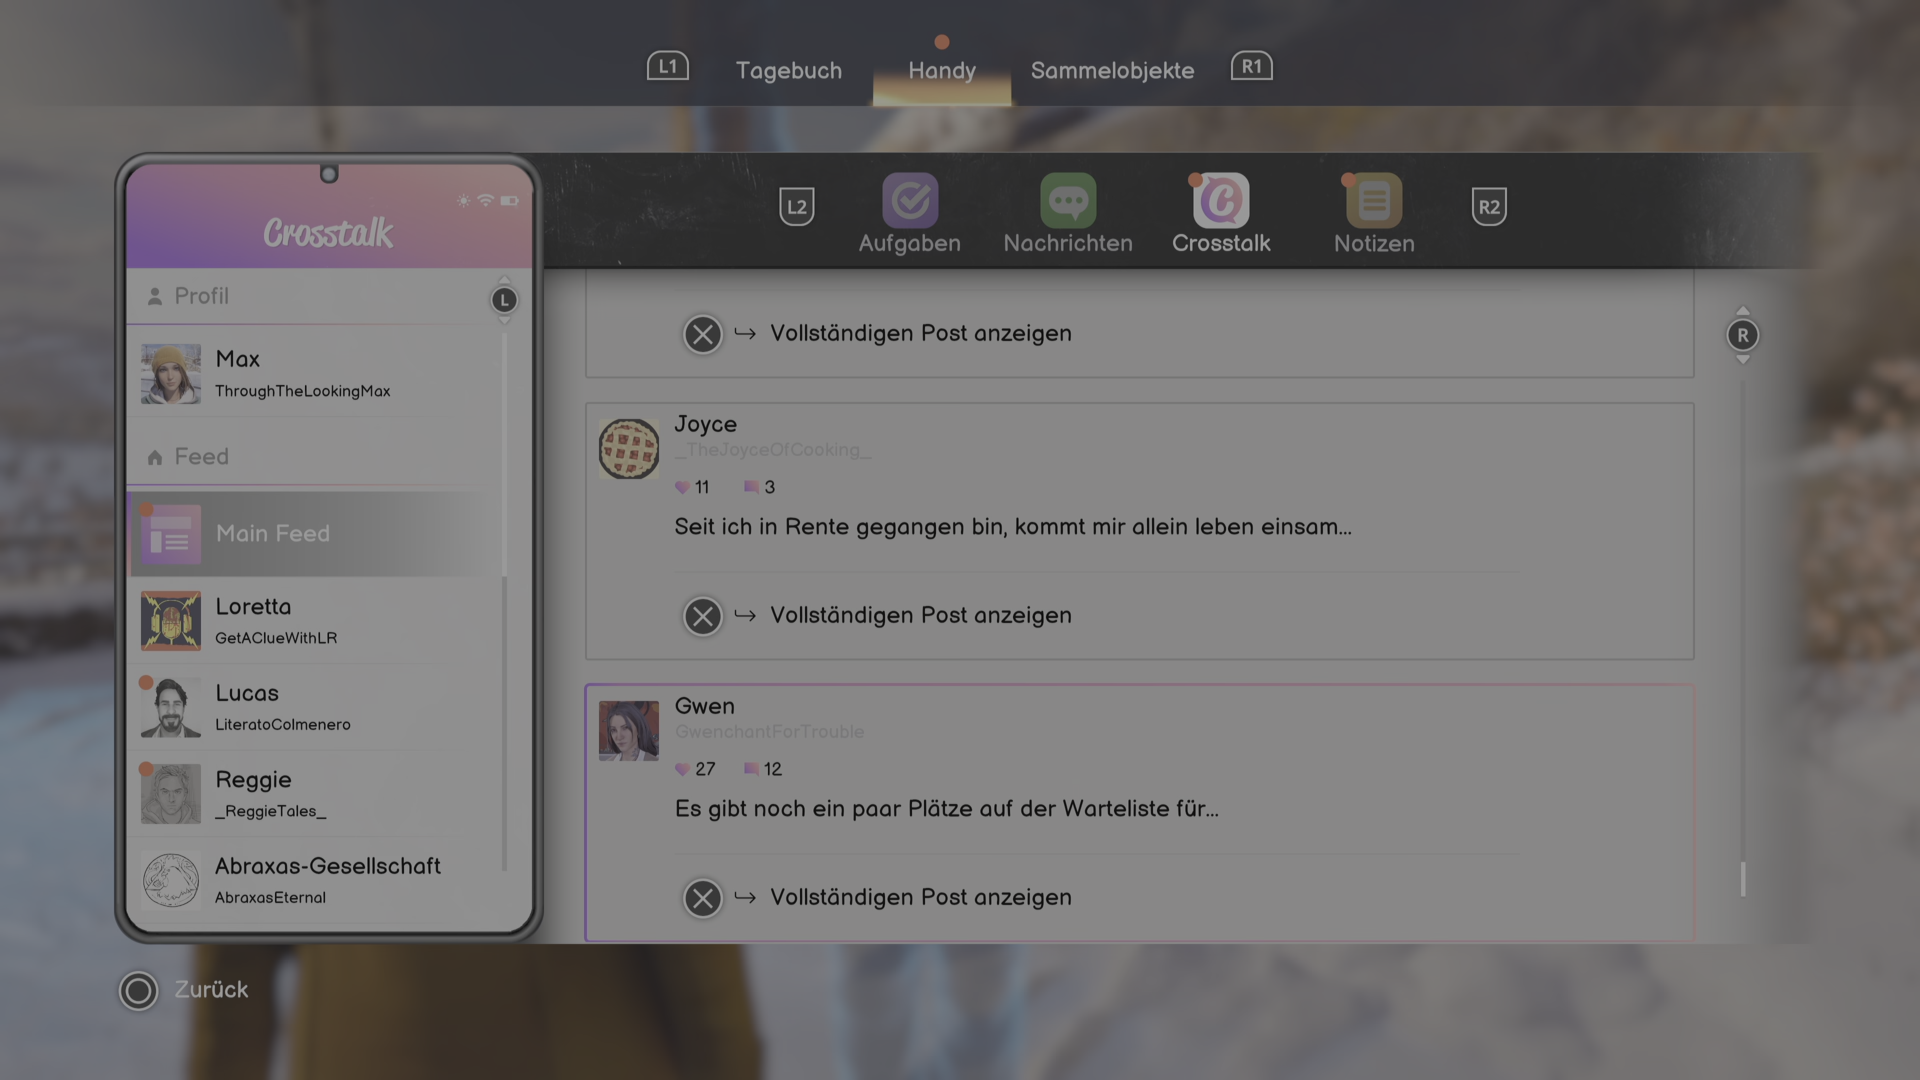 L1 Tagebuch Handy Sammelobjekte R1
L2 Aufgaben Nachrichten Crosstalk Notizen R2
Crosstalk
Profil L
Max
ThroughTheLookingMax
Feed
Main Feed
Loretta
GetAClueWithLR
Lucas
LiteratoColmenero
Reggie
_ReggieTales_
Abraxas-Gesellschaft
AbraxasEternal
Vollständigen Post anzeigen
R
Joyce
_TheJoyceOfCooking_
11 3
Seit ich in Rente gegangen bin, kommt mir allein leben einsam...
Vollständigen Post anzeigen
Gwen
GwenchantForTrouble
27 12
Es gibt noch ein paar Plätze auf der Warteliste für...
Vollständigen Post anzeigen
Zurück